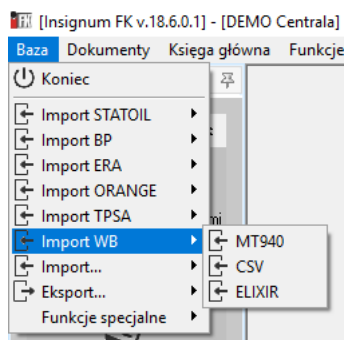 [Insignum FK v.18.6.0.1] - [DEMO Centrala]
Baza Dokumenty Księga główna Funkcje
Koniec
Import STATOIL
Import BP
Import ERA
Import ORANGE
Import TPSA
Import WB
MT940
Import...
CSV
Eksport...
ELIXIR
Funkcje specjalne